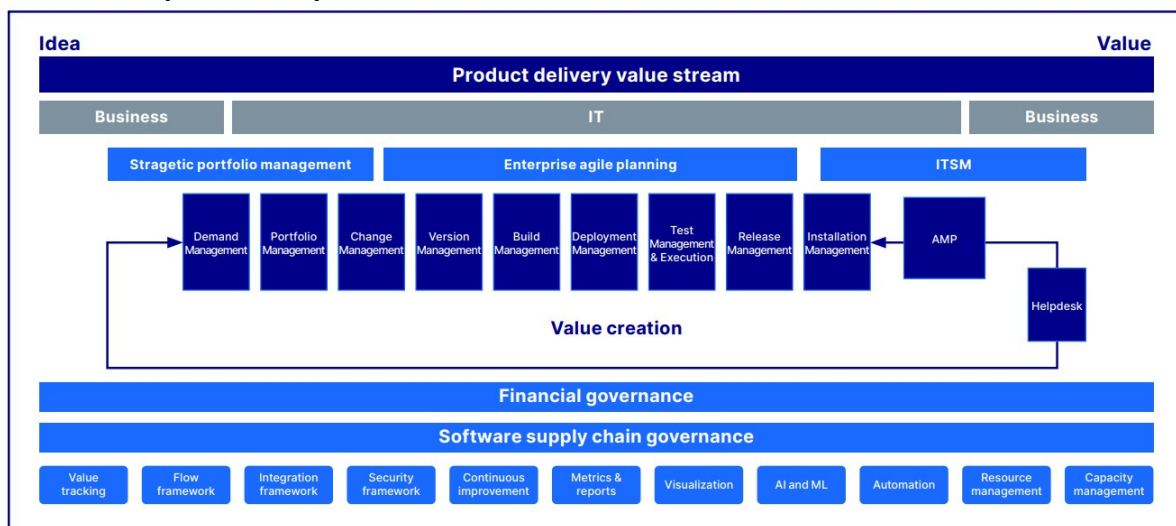 Idea
Value
Product delivery value stream
Business
IT
Business
Stragetic portfolio management
Enterprise agile planning
ITSM
Demand
Management
Portfolio
Management
Change
Management
Version
Management
Build
Management
Deployment
Management
Test
Management
& Execution
Release
Management
Installation
Management
AMP
Helpdesk
Value creation
Financial governance
Software supply chain governance
Value
tracking
Flow
framework
Integration
framework
Security
framework
Continuous
improvement
Metrics &
reports
Visualization
AI and ML
Automation
Resource
management
Capacity
management